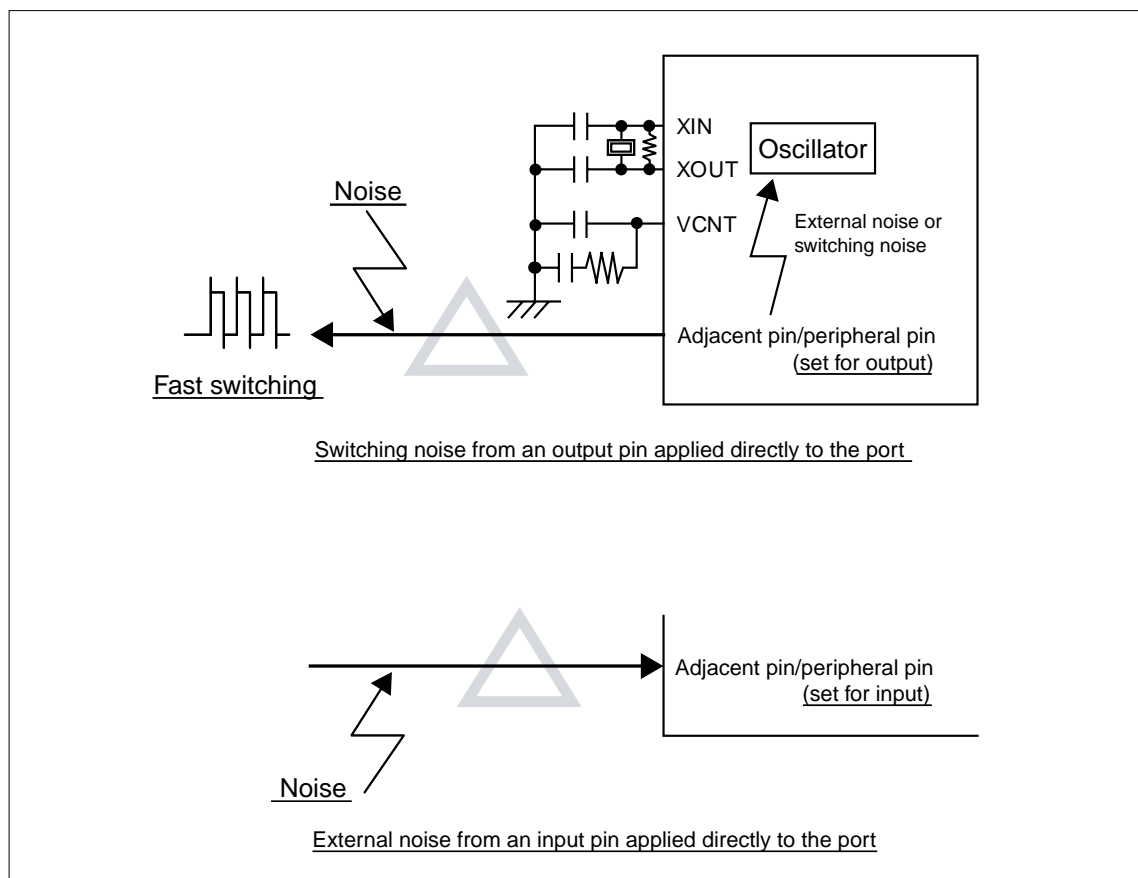 XIN
Oscillator
XOUT
Noise
VCNT
External noise or
switching noise
Adjacent pin/peripheral pin
(set for output)
Fast switching
Switching noise from an output pin applied directly to the port
Adjacent pin/peripheral pin
(set for input)
Noise
External noise from an input pin applied directly to the port